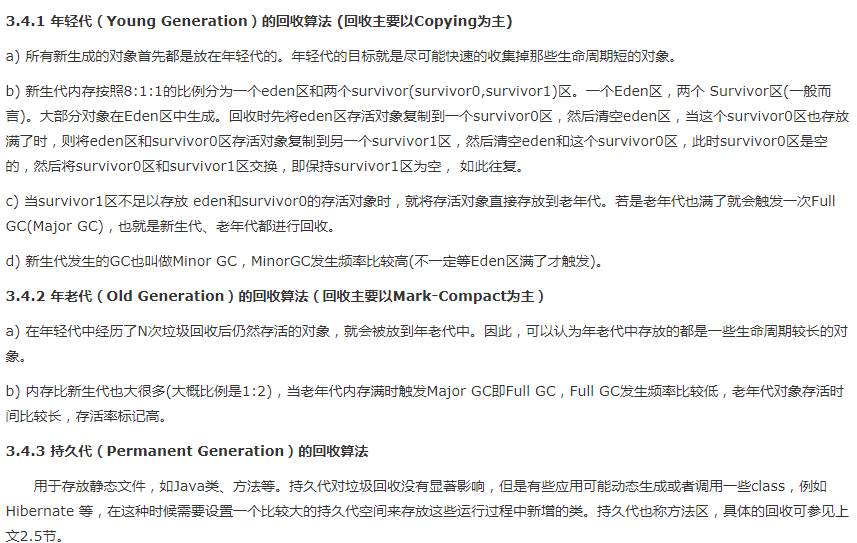 3.4.1 年轻代（Young Generation）的回收算法 (回收主要以Copying为主)
a) 所有新生成的对象首先都是放在年轻代的。年轻代的目标就是尽可能快速的收集掉那些生命周期短的对象。
b) 新生代内存按照8:1:1的比例分为一个eden区和两个survivor(survivor0,survivor1)区。一个Eden区，两个 Survivor区(一般而
言)。大部分对象在Eden区中生成。回收时先将eden区存活对象复制到一个survivor0区，然后清空eden区，当这个survivor0区也存放
满了时，则将eden区和survivor0区存活对象复制到另一个survivor1区，然后清空eden和这个survivor0区，此时survivor0区是空
的，然后将survivor0区和survivor1区交换，即保持survivor1区为空， 如此往复。
c) 当survivor1区不足以存放 eden和survivor0的存活对象时，就将存活对象直接存放到老年代。若是老年代也满了就会触发一次Full
GC(Major GC)，也就是新生代、老年代都进行回收。
d) 新生代发生的GC也叫做Minor GC，MinorGC发生频率比较高(不一定等Eden区满了才触发)。
3.4.2 年老代（Old Generation）的回收算法（回收主要以Mark-Compact为主）
a) 在年轻代中经历了N次垃圾回收后仍然存活的对象，就会被放到年老代中。因此，可以认为年老代中存放的都是一些生命周期较长的对
象。
b) 内存比新生代也大很多(大概比例是1:2)，当老年代内存满时触发Major GC即Full GC，Full GC发生频率比较低，老年代对象存活时
间比较长，存活率标记高。
3.4.3 持久代（Permanent Generation）的回收算法
用于存放静态文件，如Java类、方法等。持久代对垃圾回收没有显著影响，但是有些应用可能动态生成或者调用一些class，例如
Hibernate 等，在这种时候需要设置一个比较大的持久代空间来存放这些运行过程中新增的类。持久代也称方法区，具体的回收可参见上
文2.5节。